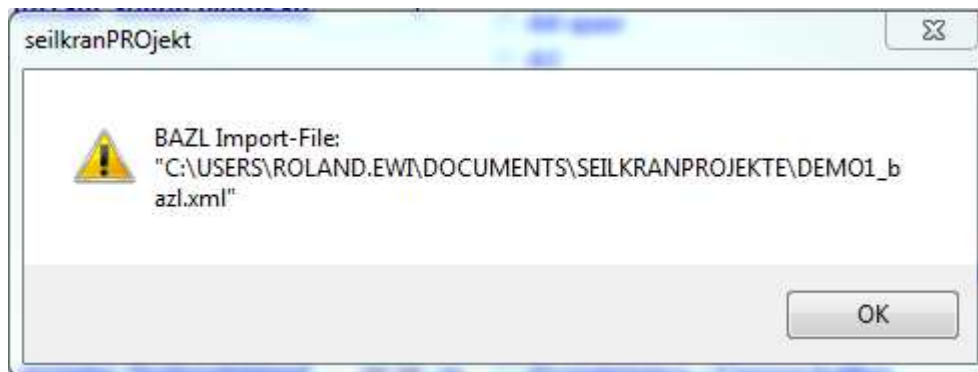 seilkranPROjekt
BAZL Import-File:
"C:\USERS\ROLAND.EWI\DOCUMENTS\SEILKRANPROJEKTE\DEMO1_b
azl.xml"
OK